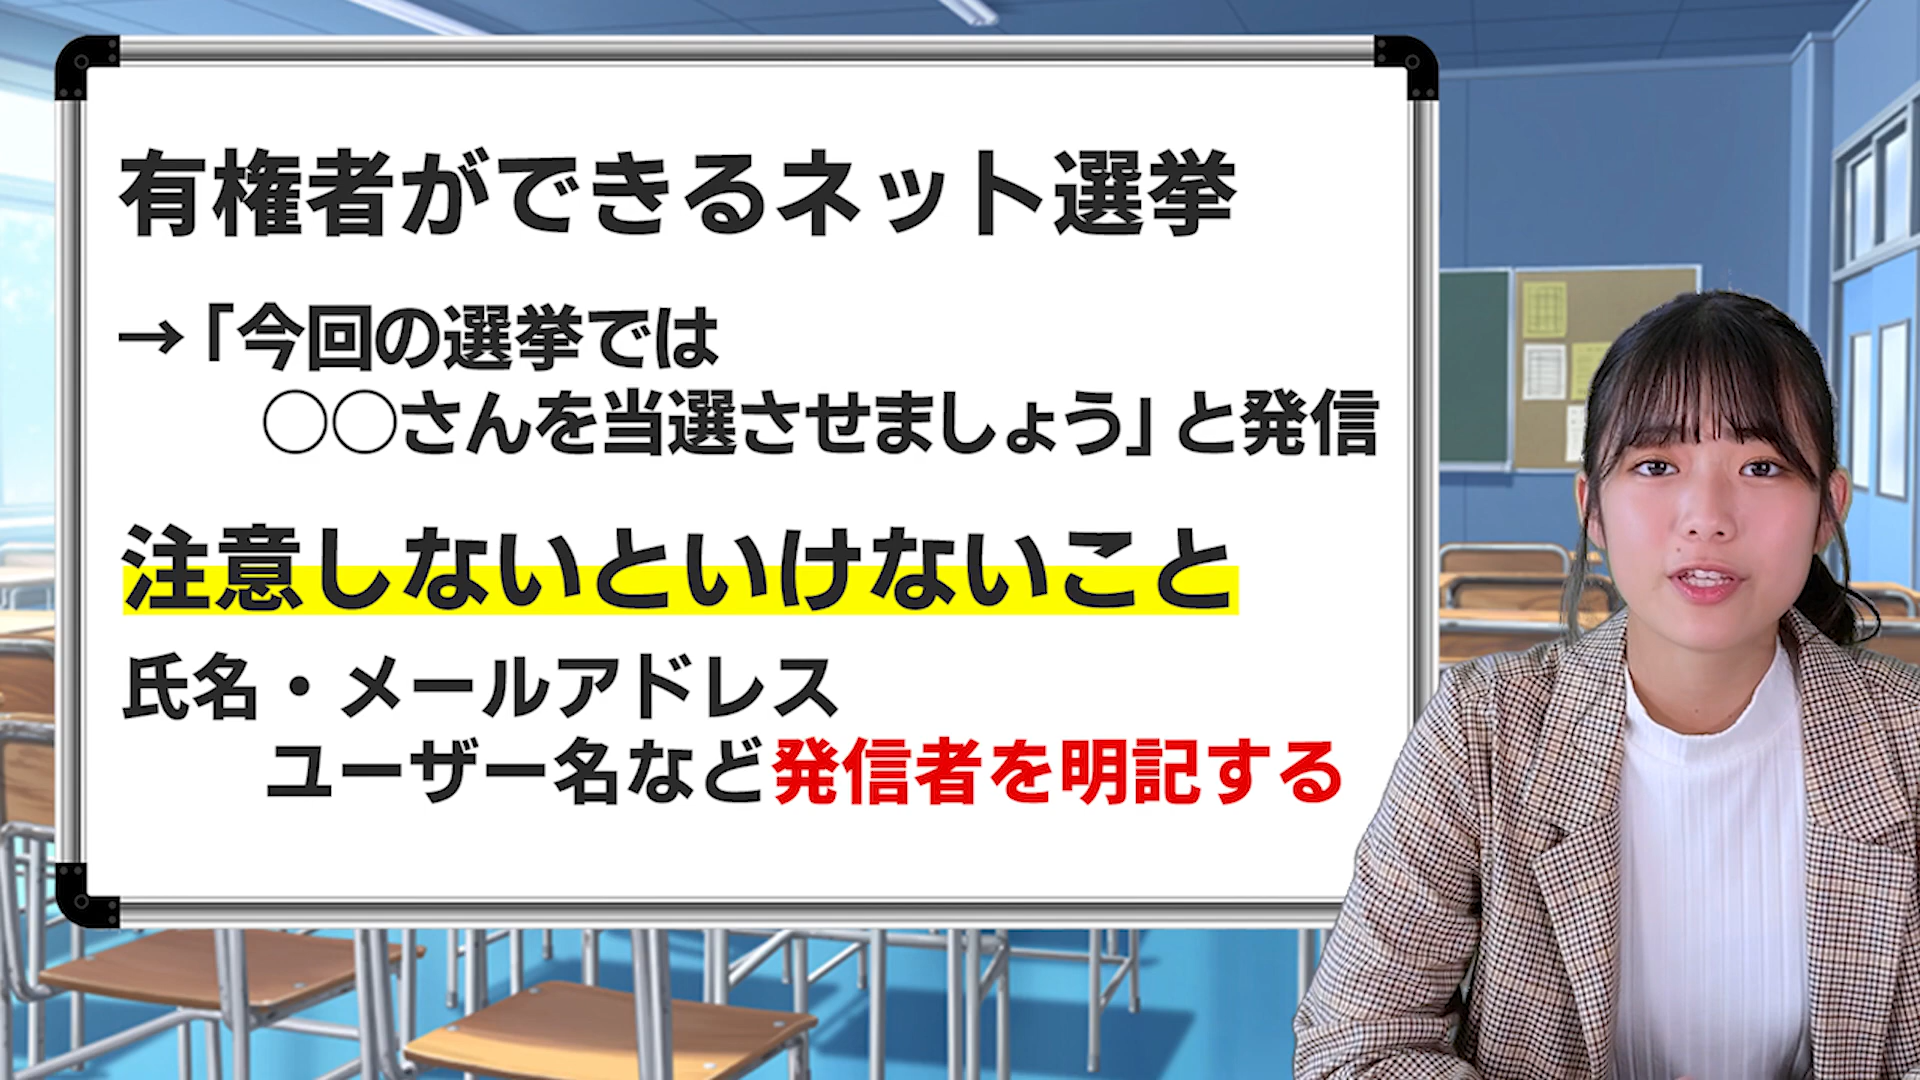 有権者ができるネット選挙
→「今回の選挙では
○○さんを当選させましょう」と発信
注意しないといけないこと
氏名・メールアドレス
ユーザー名など発信者を明記する